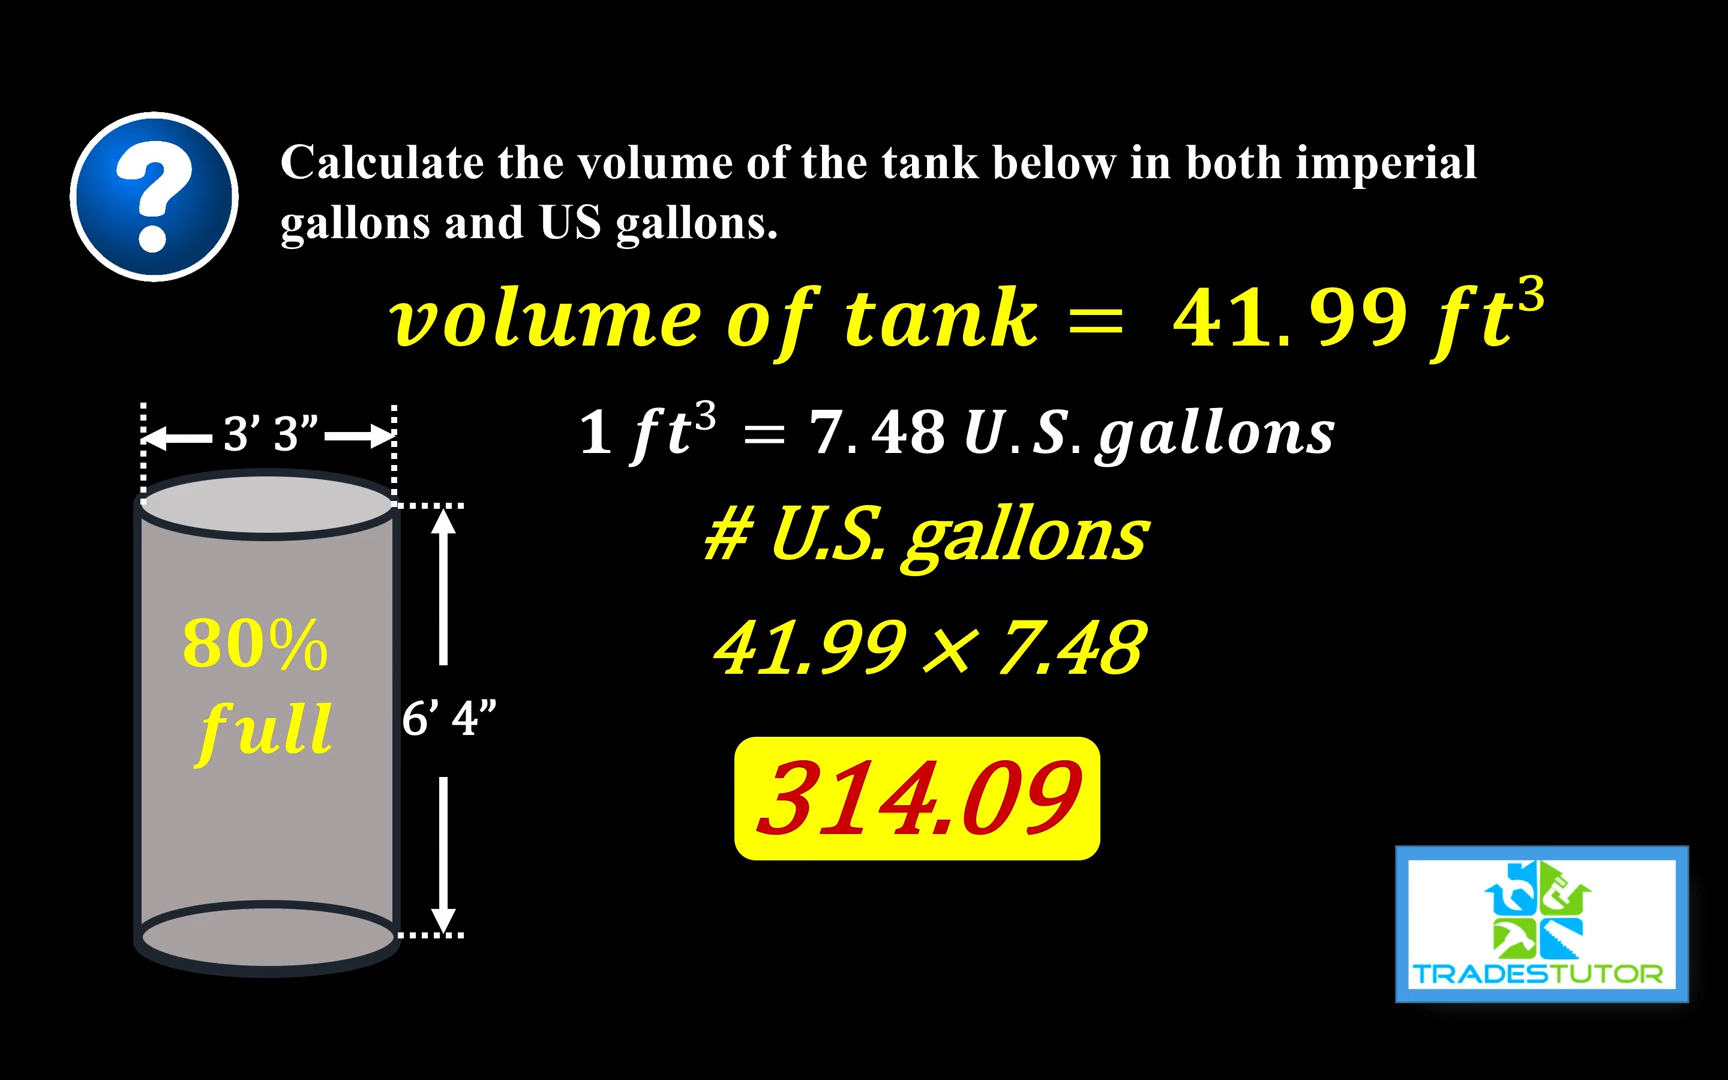 ?
Calculate the volume of the tank below in both imperial
gallons and US gallons.
volume of tank = 41.99 ft³
3’ 3”
1 ft³ = 7.48 U.S. gallons
# U.S. gallons
41.99 × 7.48
80%
full
6’ 4”
314.09
TRADESTUTOR